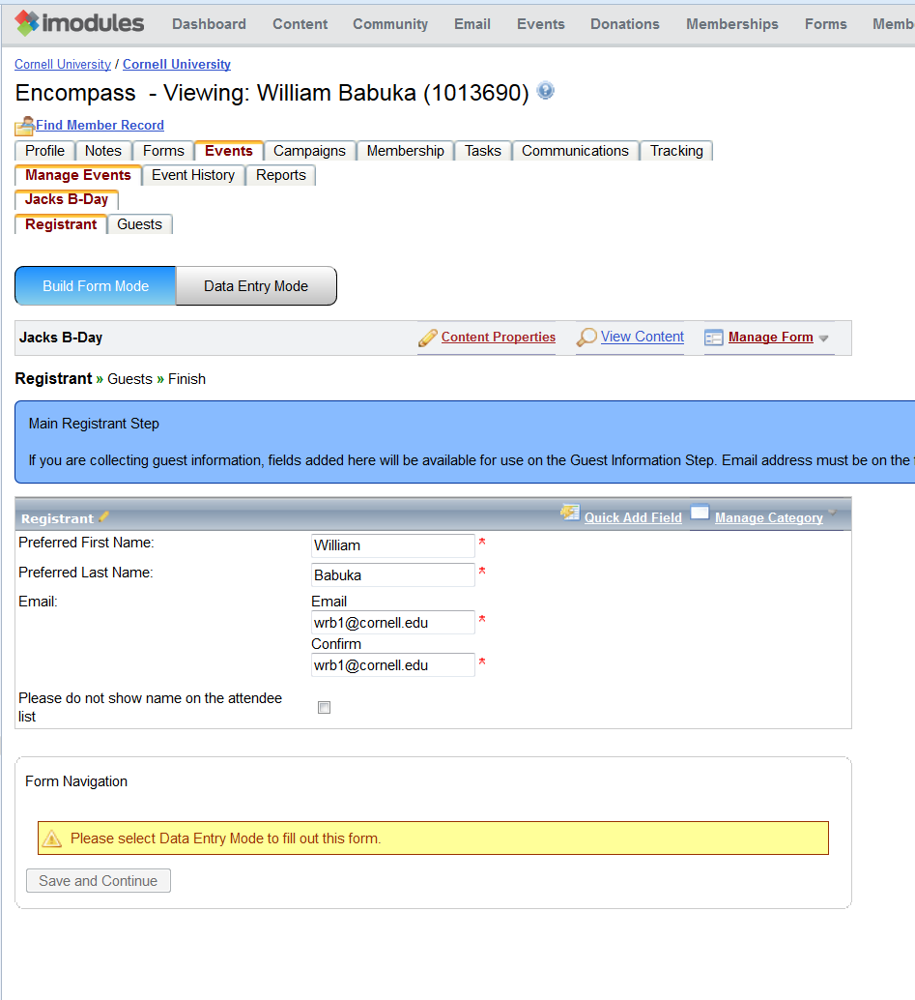 imodules Dashboard Content Community Email Events Donations Memberships Forms Memb
Cornell University / Cornell University
Encompass - Viewing: William Babuka (1013690) ?
Find Member Record
Profile Notes Forms Events Campaigns Membership Tasks Communications Tracking
Manage Events Event History Reports
Jacks B-Day
Registrant Guests
Build Form Mode Data Entry Mode
Jacks B-Day Content Properties View Content Manage Form
Registrant » Guests » Finish
Main Registrant Step
If you are collecting guest information, fields added here will be available for use on the Guest Information Step. Email address must be on the
Registrant Quick Add Field Manage Category
Preferred First Name: William *
Preferred Last Name: Babuka *
Email: Email
wrb1@cornell.edu *
Confirm
wrb1@cornell.edu *
Please do not show name on the attendee
list
Form Navigation
Please select Data Entry Mode to fill out this form.
Save and Continue